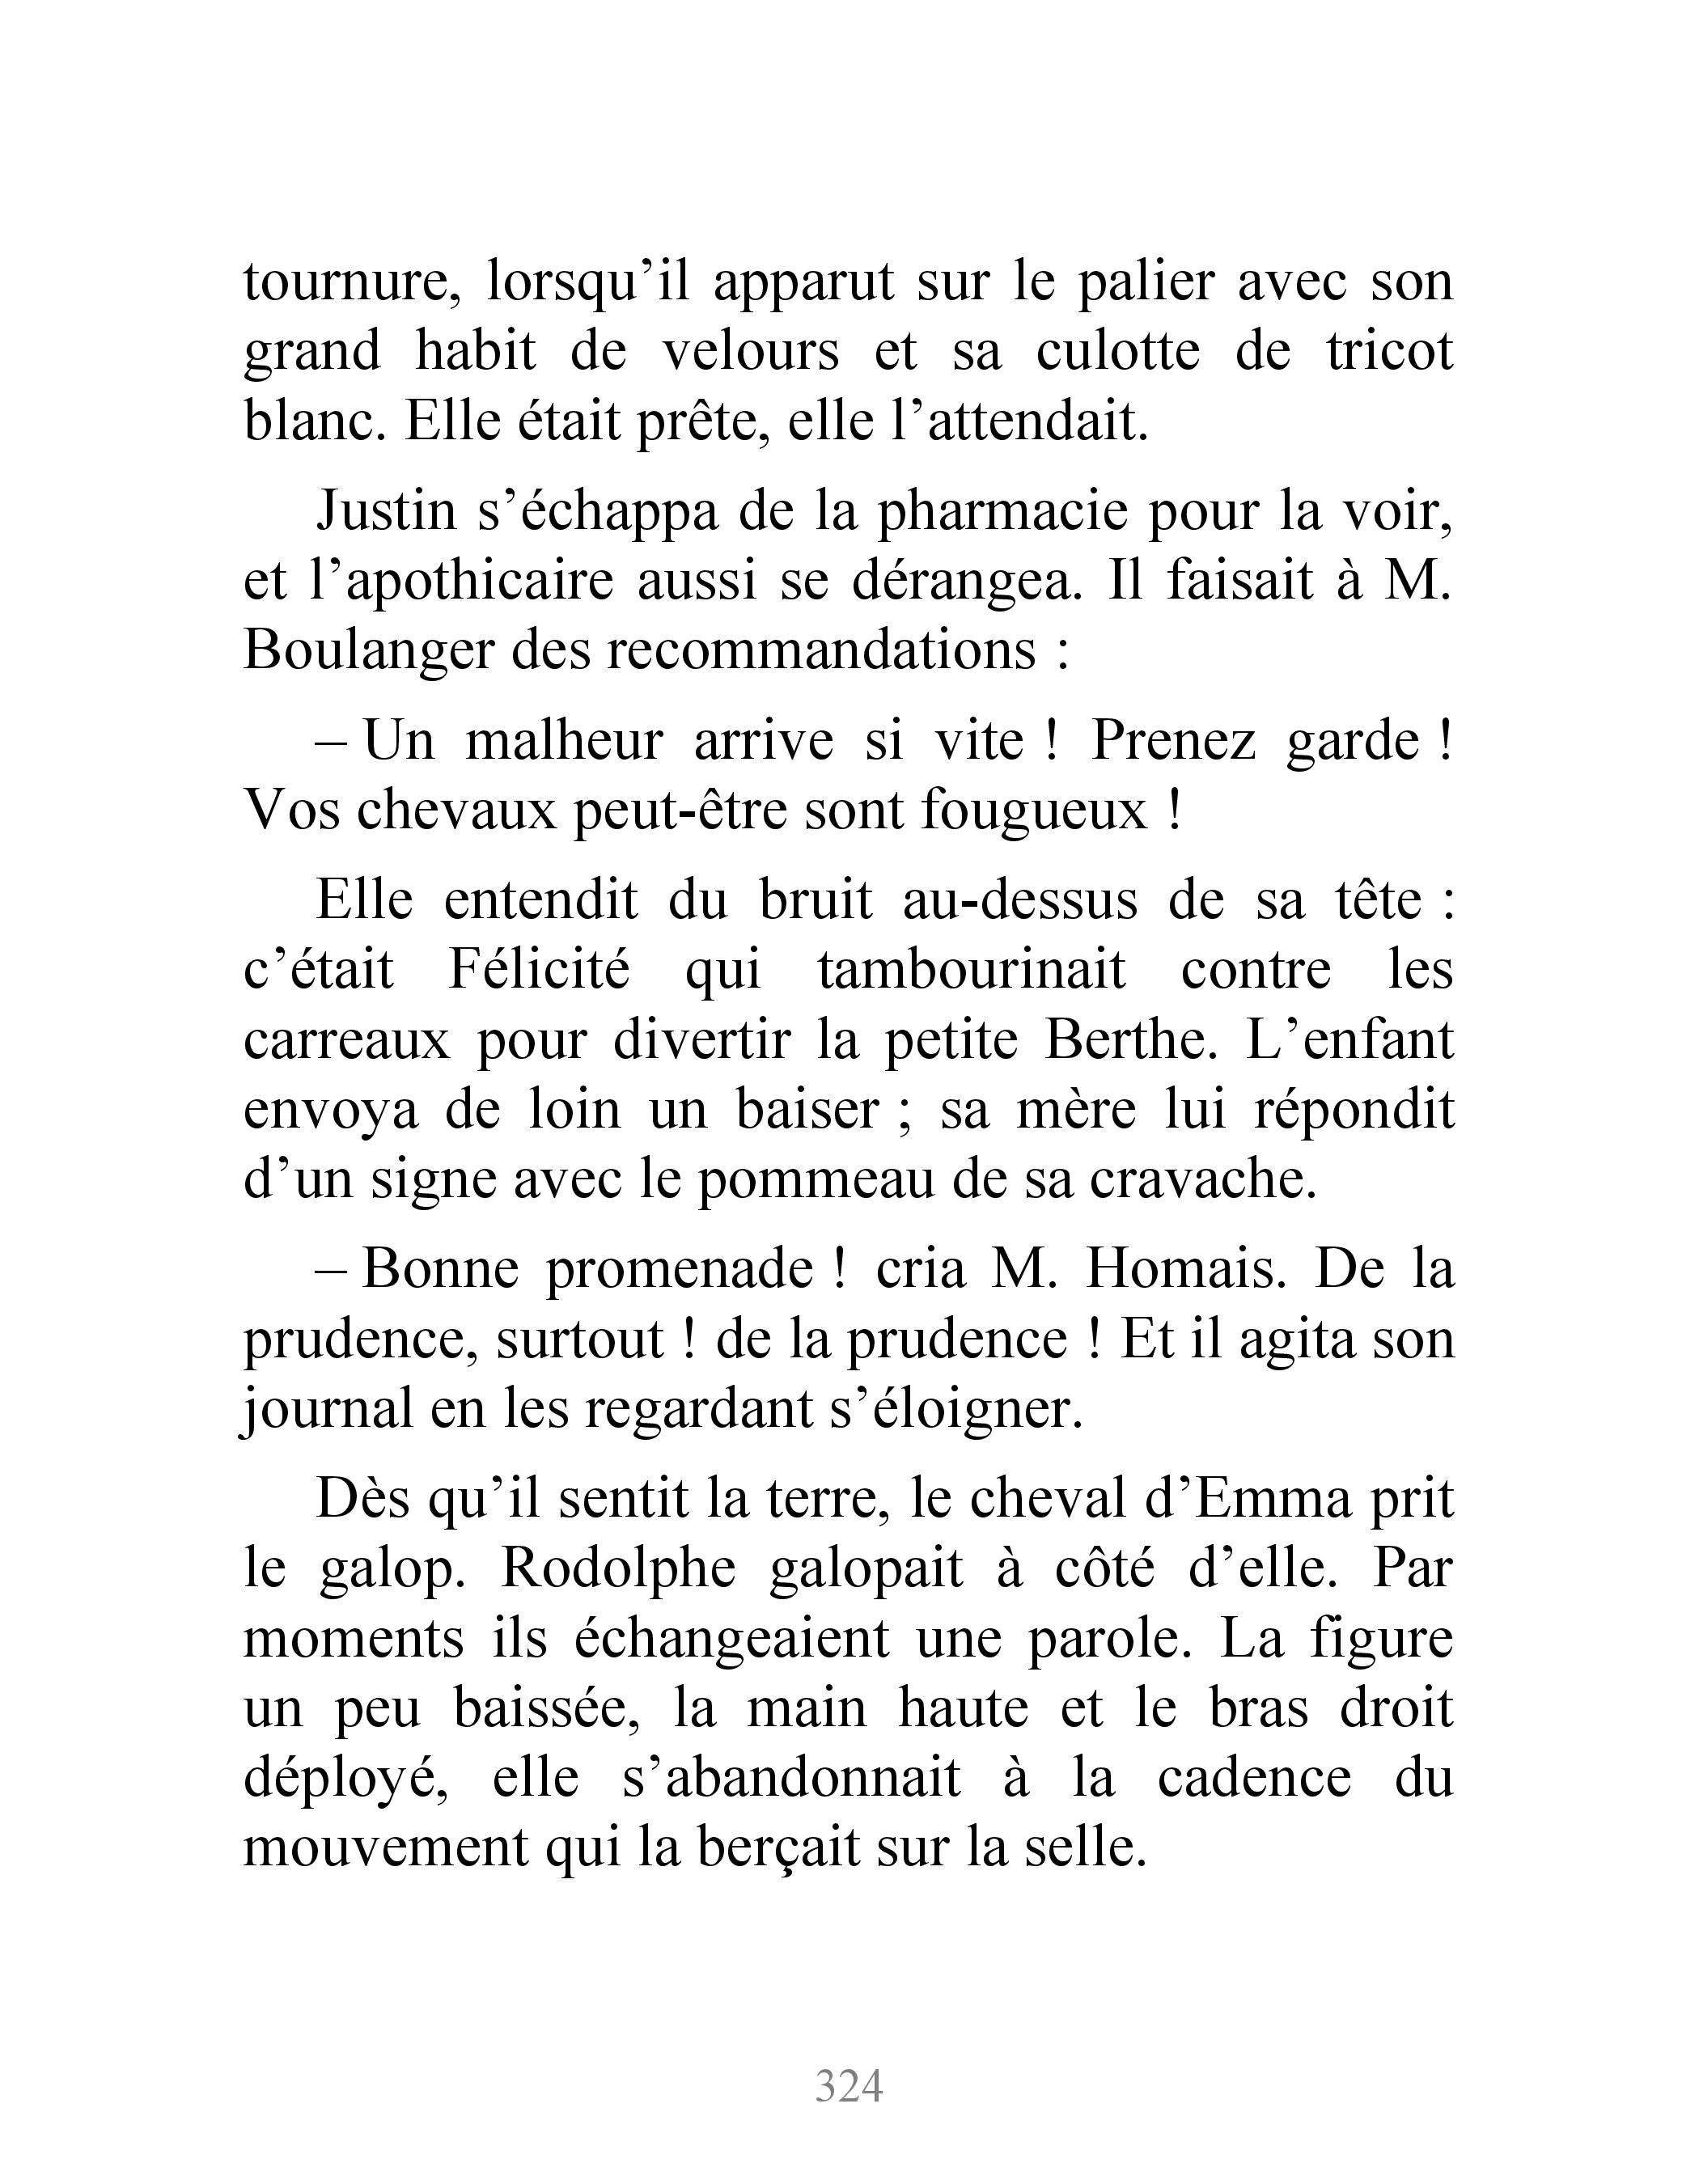 tournure, lorsqu’il apparut sur le palier avec son
grand habit de velours et sa culotte de tricot
blanc. Elle était prête, elle l’attendait.
Justin s’échappa de la pharmacie pour la voir,
et l’apothicaire aussi se dérangea. Il faisait à M.
Boulanger des recommandations :
– Un malheur arrive si vite ! Prenez garde !
Vos chevaux peut-être sont fougueux !
Elle entendit du bruit au-dessus de sa tête :
c’était Félicité qui tambourinait contre les
carreaux pour divertir la petite Berthe. L’enfant
envoya de loin un baiser ; sa mère lui répondit
d’un signe avec le pommeau de sa cravache.
– Bonne promenade ! cria M. Homais. De la
prudence, surtout ! de la prudence ! Et il agita son
journal en les regardant s’éloigner.
Dès qu’il sentit la terre, le cheval d’Emma prit
le galop. Rodolphe galopait à côté d’elle. Par
moments ils échangeaient une parole. La figure
un peu baissée, la main haute et le bras droit
déployé, elle s’abandonnait à la cadence du
mouvement qui la berçait sur la selle.
324